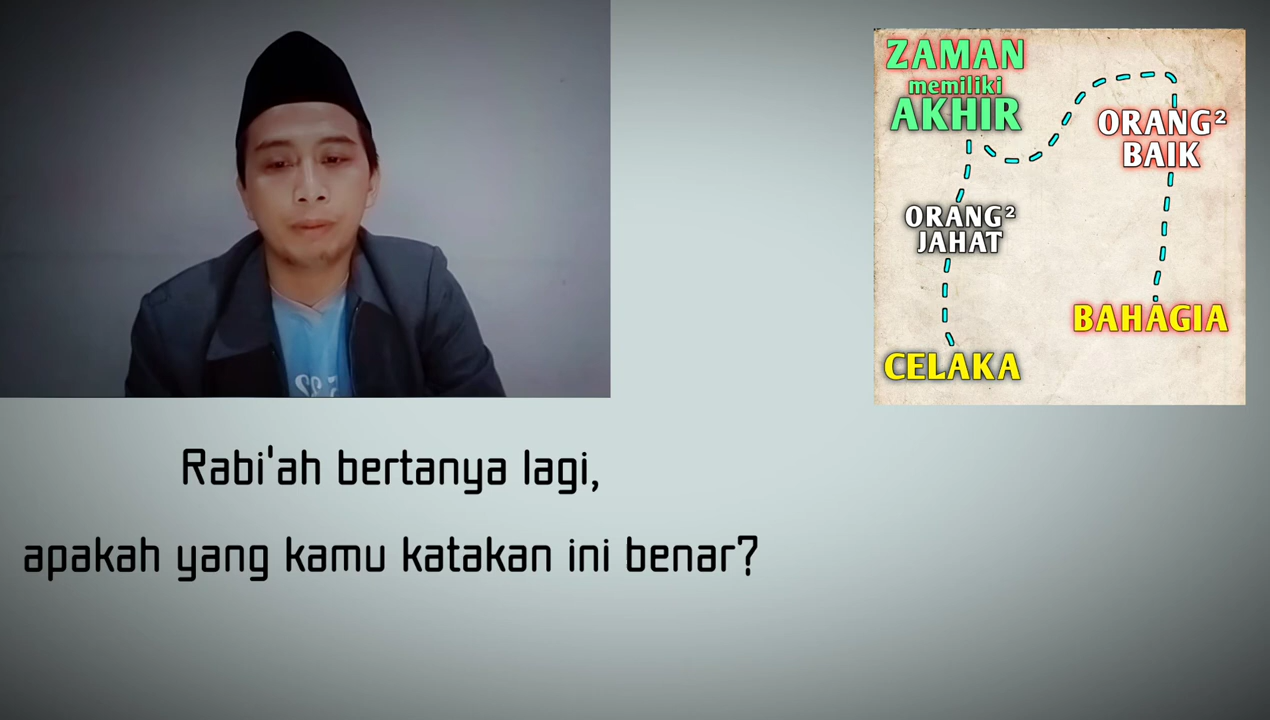 ZAMAN
memiliki
AKHIR
ORANG²
BAIK
ORANG²
JAHAT
BAHAGIA
CELAKA
Rabi'ah bertanya lagi,
apakah yang kamu katakan ini benar?